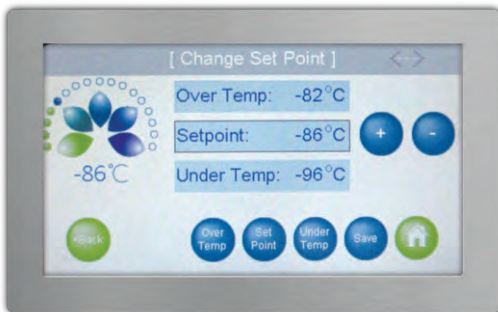 [ Change Set Point ]
Over Temp: -82°C
Setpoint: -86°C
+ -
Under Temp: -96°C
-86°C
Back
Over Temp
Set Point
Under Temp
Save